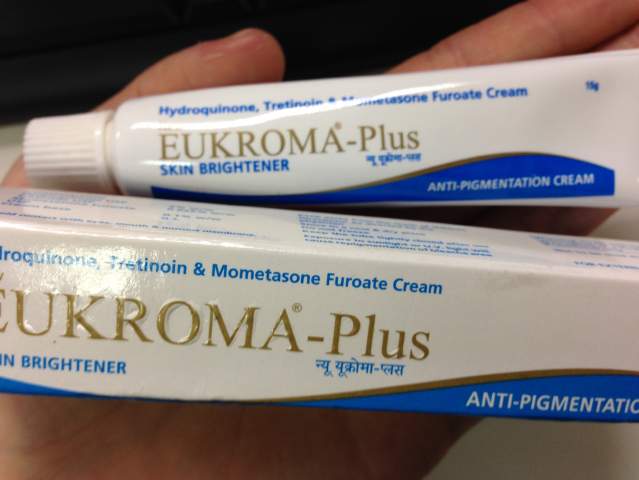 Hydroquinone, Tretinoin & Mometasone Furoate Cream
15g
EUKROMA®-Plus
SKIN BRIGHTENER
न्यू यूक्रोमा-प्लस
ANTI-PIGMENTATION CREAM
droquinone, Tretinoin & Mometasone Furoate Cream
EUKROMA®-Plus
IN BRIGHTENER
न्यू यूक्रोमा-प्लस
ANTI-PIGMENTATIO